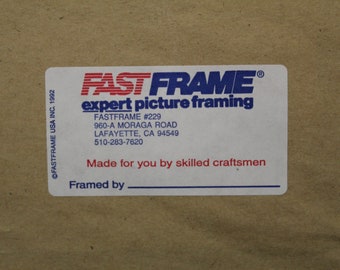 FASTFRAME®
expert picture framing
FASTFRAME #229
960-A MORAGA ROAD
LAFAYETTE, CA 94549
510-283-7620
Made for you by skilled craftsmen
Framed by
©FASTFRAME USA INC. 1992